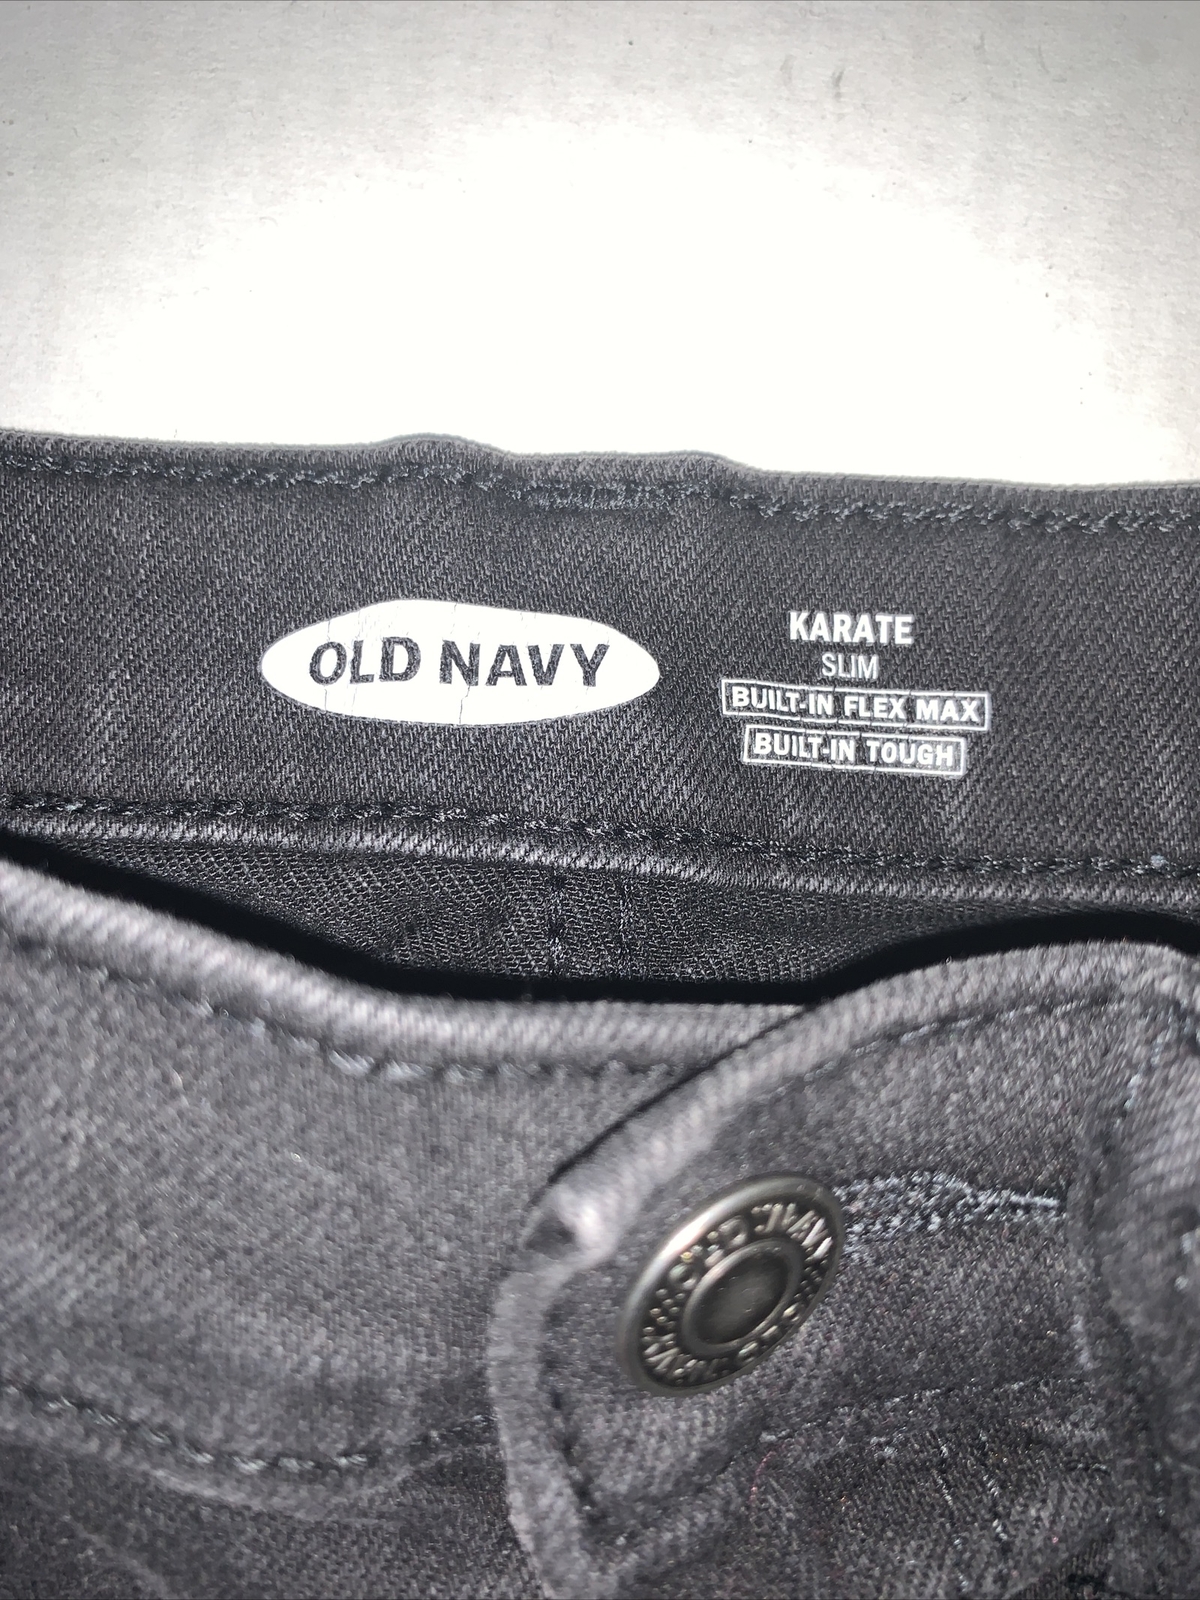 OLD NAVY
KARATE
SLIM
BUILT-IN FLEX MAX
BUILT-IN TOUGH